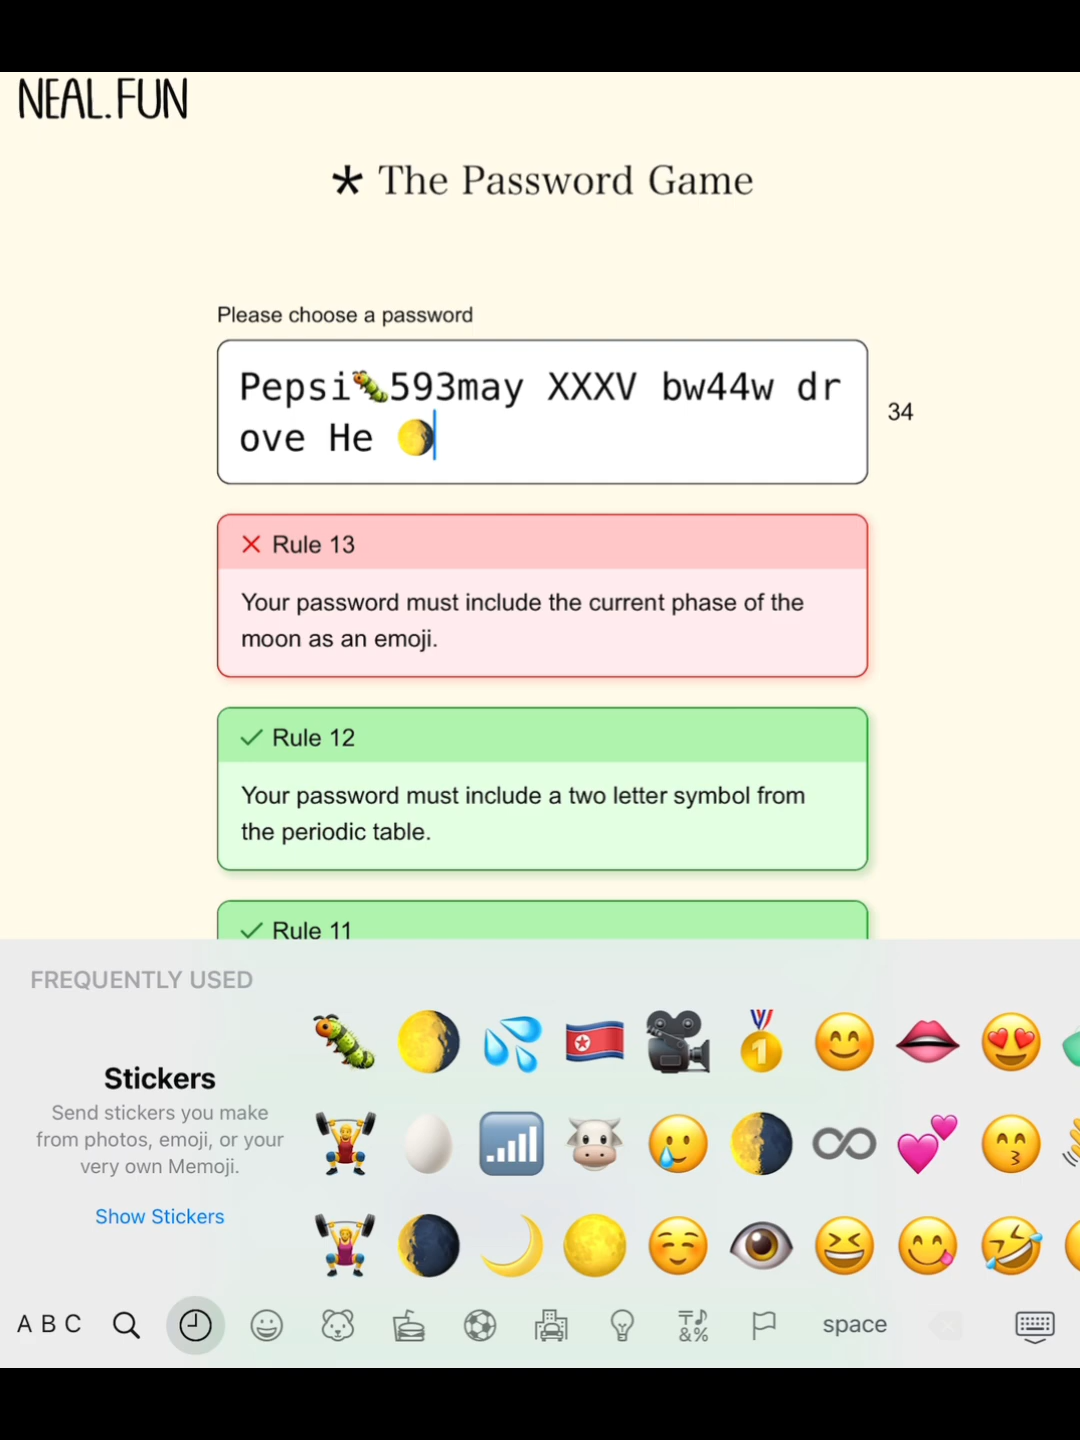 NEAL.FUN
* The Password Game
Please choose a password
Pepsi🐛593may XXXV bw44w dr
34
ove He 🌖
Rule 13
Your password must include the current phase of the
moon as an emoji.
Rule 12
Your password must include a two letter symbol from
the periodic table.
Rule 11
FREQUENTLY USED
Stickers
Send stickers you make
from photos, emoji, or your
very own Memoji.
Show Stickers
ABC
space